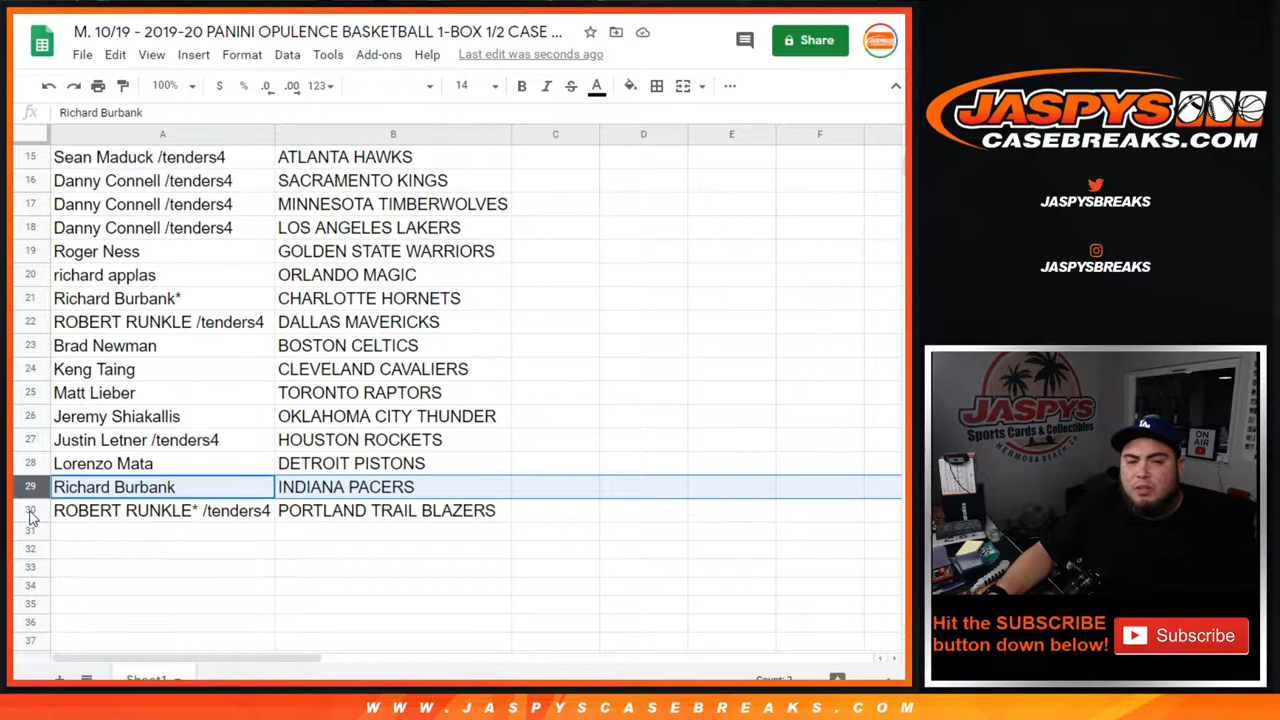 M. 10/19 - 2019-20 PANINI OPULENCE BASKETBALL 1-BOX 1/2 CASE ...
File Edit View Insert Format Data Tools Add-ons Help Last edit was seconds ago
Share
100% $ % .0 .00 123 14 B I S A
fx Richard Burbank
A B C D E F
15 Sean Maduck /tenders4 ATLANTA HAWKS
16 Danny Connell /tenders4 SACRAMENTO KINGS
17 Danny Connell /tenders4 MINNESOTA TIMBERWOLVES
18 Danny Connell /tenders4 LOS ANGELES LAKERS
19 Roger Ness GOLDEN STATE WARRIORS
20 richard applas ORLANDO MAGIC
21 Richard Burbank* CHARLOTTE HORNETS
22 ROBERT RUNKLE /tenders4 DALLAS MAVERICKS
23 Brad Newman BOSTON CELTICS
24 Keng Taing CLEVELAND CAVALIERS
25 Matt Lieber TORONTO RAPTORS
26 Jeremy Shiakallis OKLAHOMA CITY THUNDER
27 Justin Letner /tenders4 HOUSTON ROCKETS
28 Lorenzo Mata DETROIT PISTONS
29 Richard Burbank INDIANA PACERS
30 ROBERT RUNKLE* /tenders4 PORTLAND TRAIL BLAZERS
31
32
33
34
35
36
37
Sheet1
Count: 2
JASPYS
CASEBREAKS.COM
JASPYSBREAKS
JASPYSBREAKS
JASPYS
Sports Cards & Collectibles
HERMOSA BEACH, CA
ON AIR
LA
Hit the SUBSCRIBE
button down below!
Subscribe
WWW.JASPYSCASEBREAKS.COM